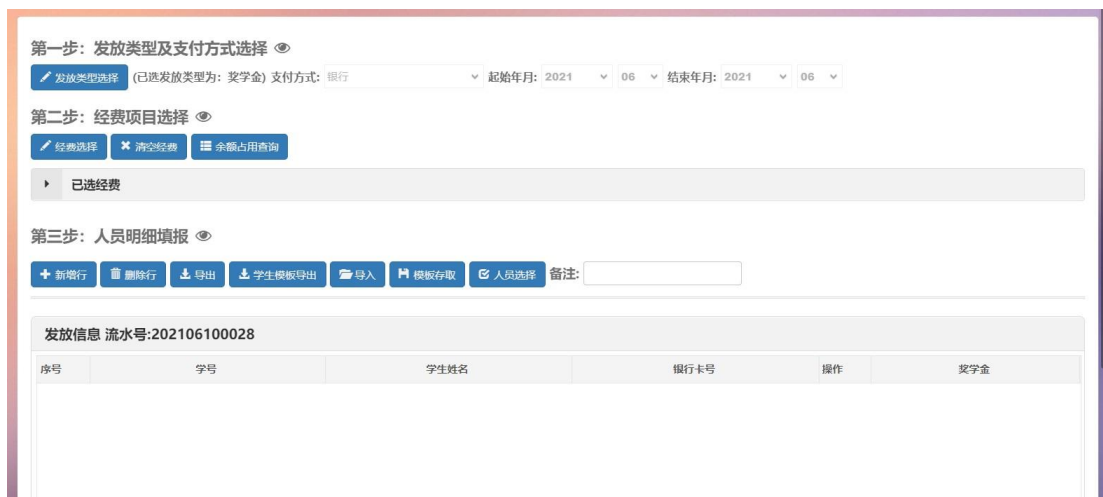 第一步：发放类型及支付方式选择
发放类型选择 (已选发放类型为：奖学金) 支付方式: 银行 起始年月: 2021 06 结束年月: 2021 06
第二步：经费项目选择
经费选择 清空经费 余额占用查询
已选经费
第三步：人员明细填报
新增行 删除行 导出 学生模板导出 导入 模板存取 人员选择 备注:
发放信息 流水号:202106100028
序号 学号 学生姓名 银行卡号 操作 奖学金